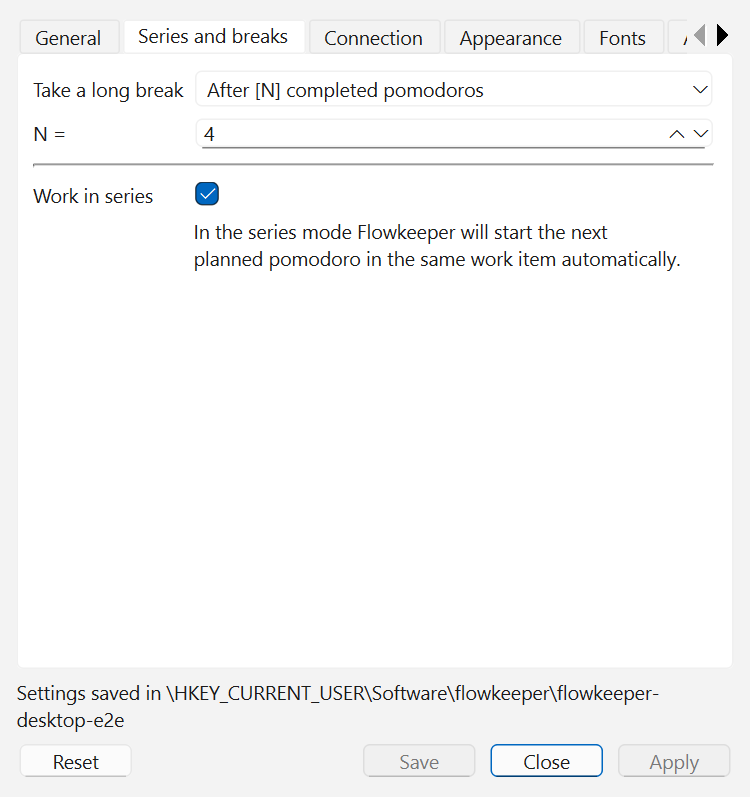 General Series and breaks Connection Appearance Fonts
Take a long break After [N] completed pomodoros
N = 4
Work in series
In the series mode Flowkeeper will start the next
planned pomodoro in the same work item automatically.
Settings saved in \HKEY_CURRENT_USER\Software\flowkeeper\flowkeeper-
desktop-e2e
Reset Save Close Apply